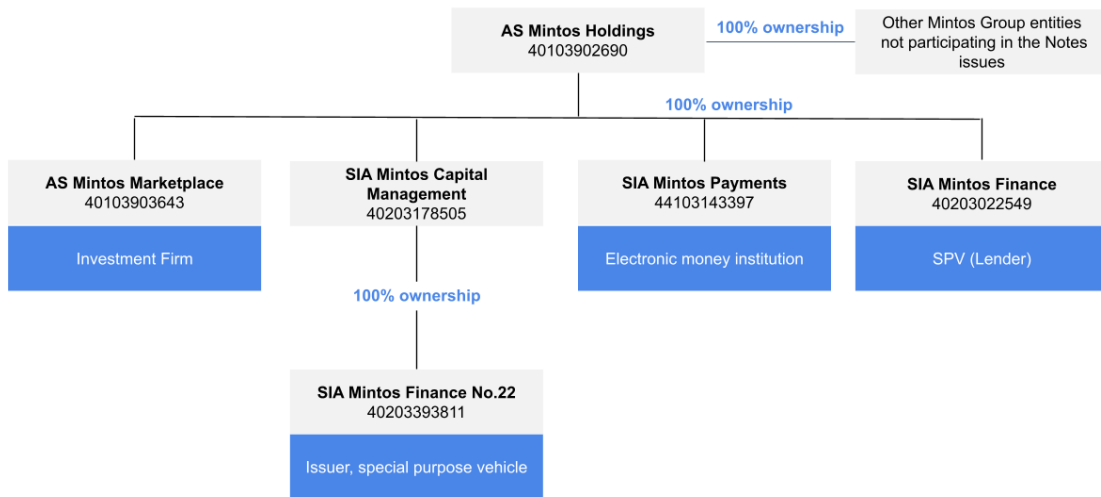 AS Mintos Holdings
40103902690
100% ownership
Other Mintos Group entities
not participating in the Notes
issues
100% ownership
AS Mintos Marketplace
40103903643
Investment Firm
SIA Mintos Capital
Management
40203178505
SIA Mintos Payments
44103143397
Electronic money institution
SIA Mintos Finance
40203022549
SPV (Lender)
100% ownership
SIA Mintos Finance No.22
40203393811
Issuer, special purpose vehicle